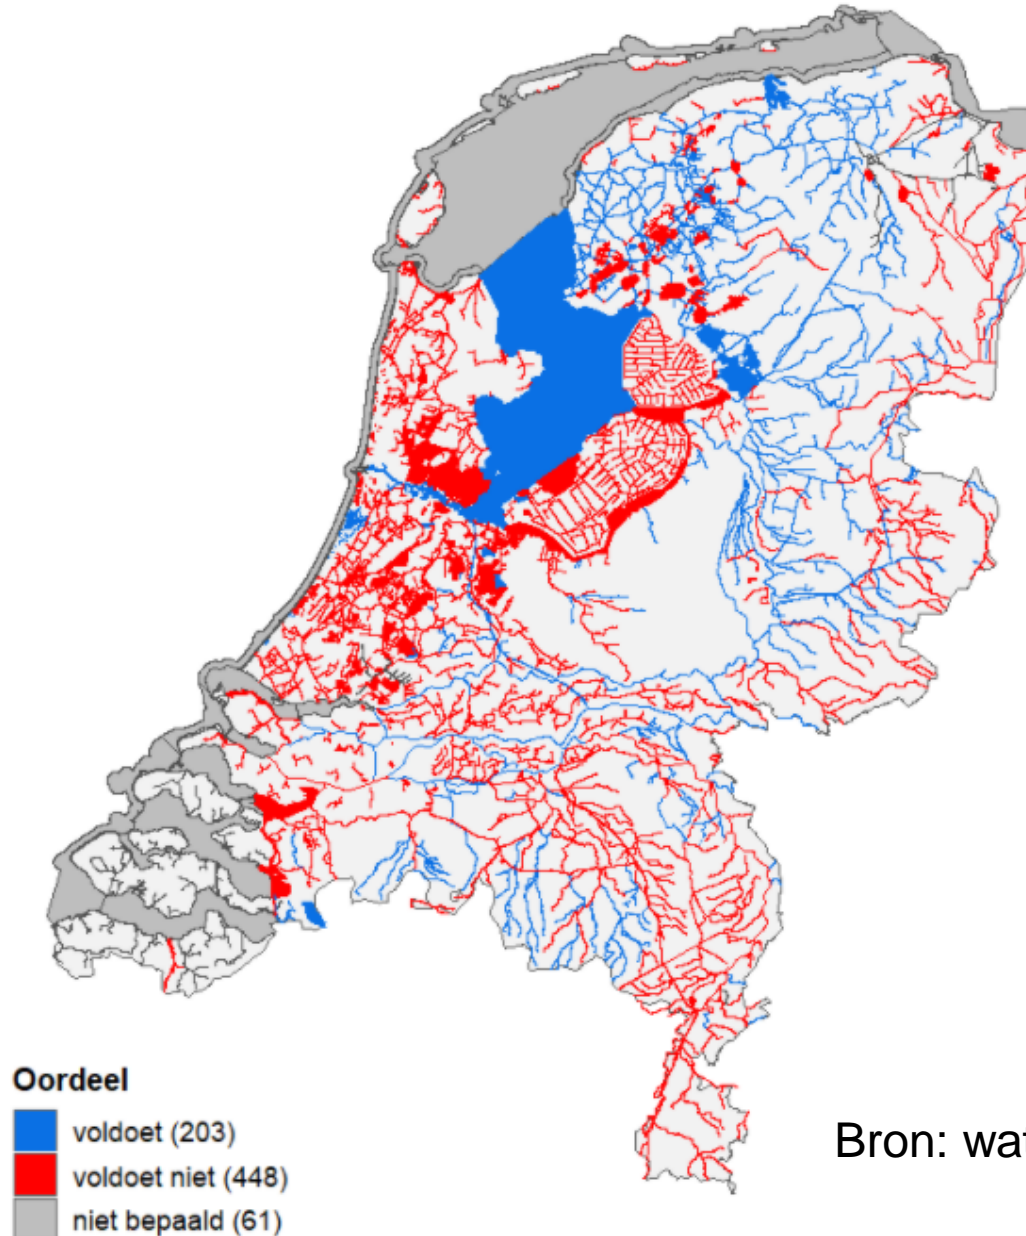 Oordeel
voldoet (203)
voldoet niet (448)
niet bepaald (61)
Bron: wat